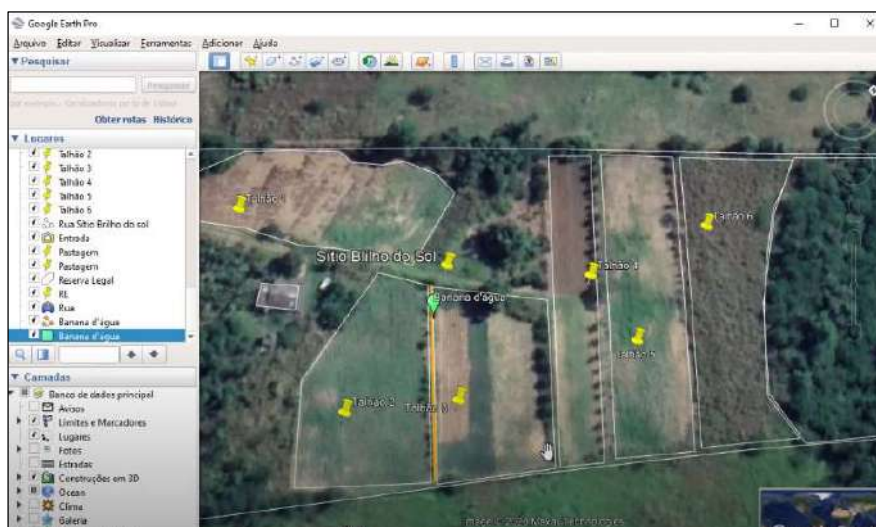 Google Earth Pro
Arquivo Editar Visualizar Ferramentas Adicionar Ajuda
Pesquisar
Pesquisar
Obter rotas Histórico
Lugares
Talhão 2
Talhão 3
Talhão 4
Talhão 5
Talhão 6
Rua Sítio Brilho do sol
Entrada
Pastagem
Pastagem
Reserva Legal
RL
Rua
Banana d'água
Banana d'água
Camadas
Banco de dados principal
Avisos
Limites e Marcadores
Lugares
Fotos
Estradas
Construções em 3D
Ocean
Clima
Galeria
Talhão 1
Sítio Brilho do Sol
Banana d'água
Talhão 4
Talhão 6
Talhão 5
Talhão 2
Talhão 3
Image © 2020 Maxar Technologies